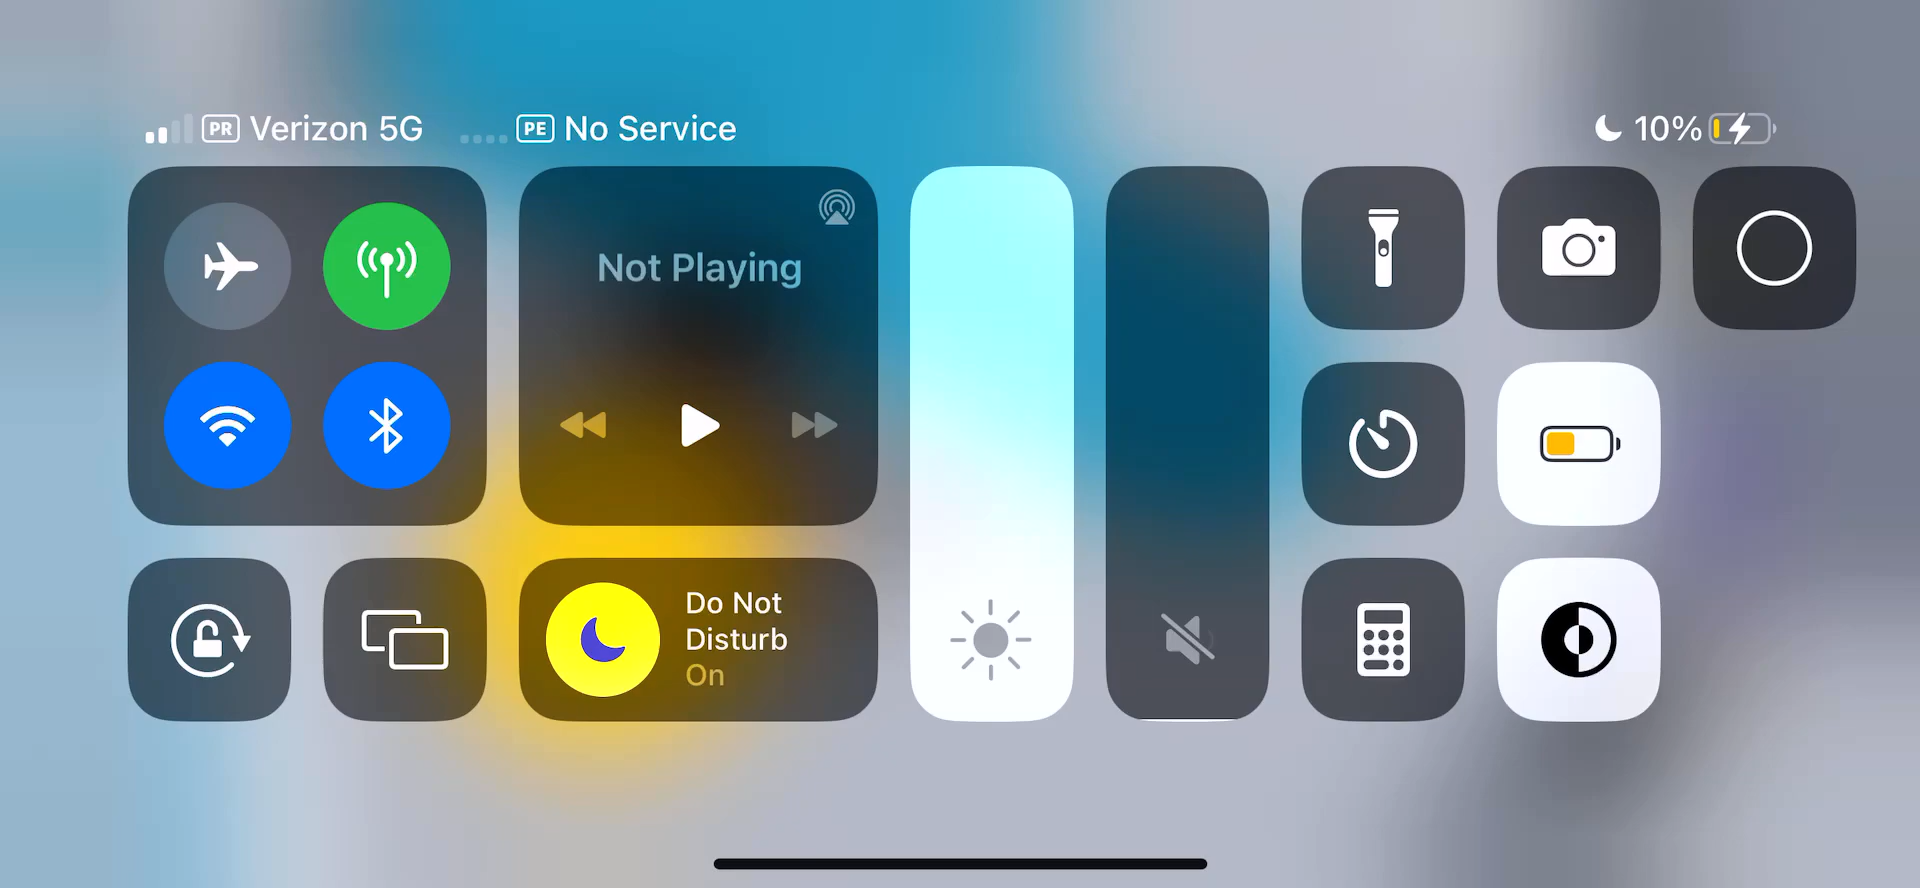 PR Verizon 5G PE No Service 10%
Not Playing
Do Not
Disturb
On